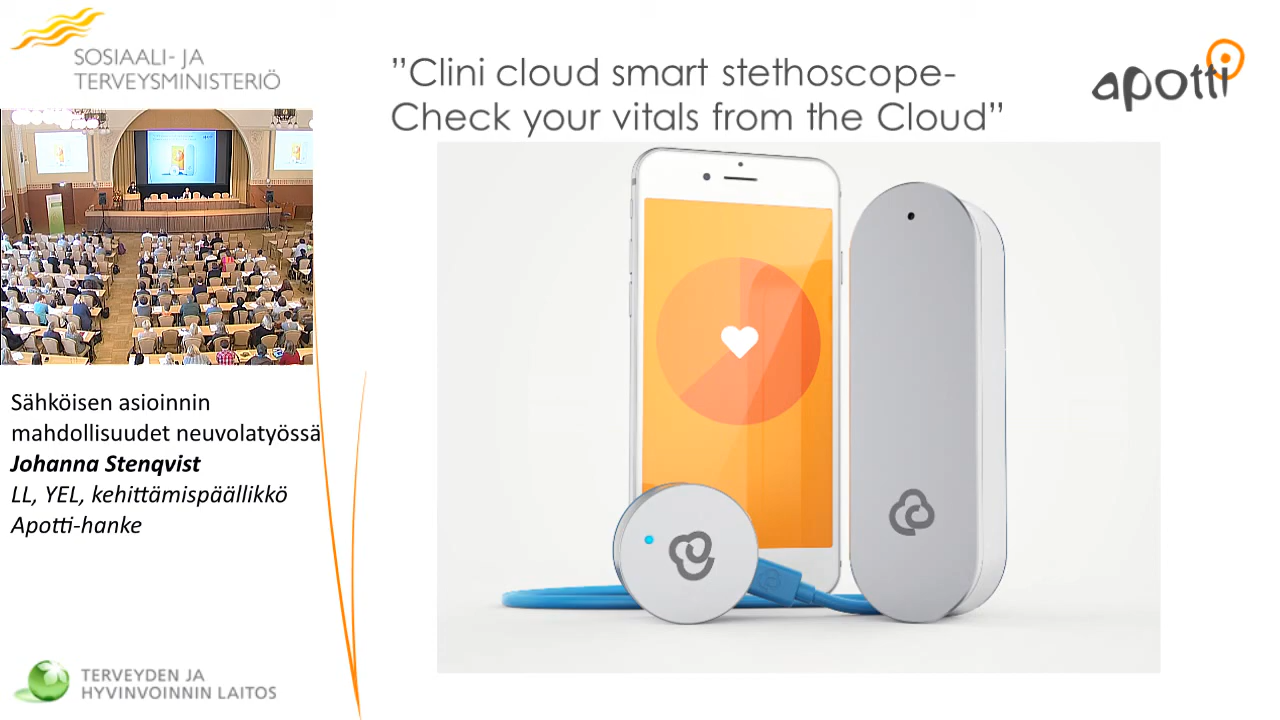 SOSIAALI- JA
TERVEYSMINISTERIÖ
”Clini cloud smart stethoscope-
Check your vitals from the Cloud”
apotti
Sähköisen asioinnin
mahdollisuudet neuvolatyössä
Johanna Stenqvist
LL, YEL, kehittämispäällikkö
Apotti-hanke
TERVEYDEN JA
HYVINVOINNIN LAITOS